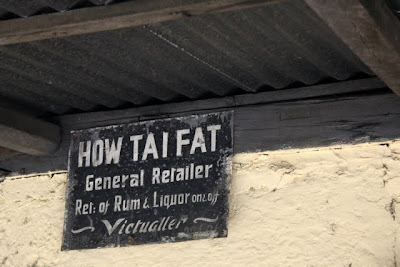 HOW TAI FAT
General Retailer
Ret: of Rum & Liquor on & off
~ Victualler ~